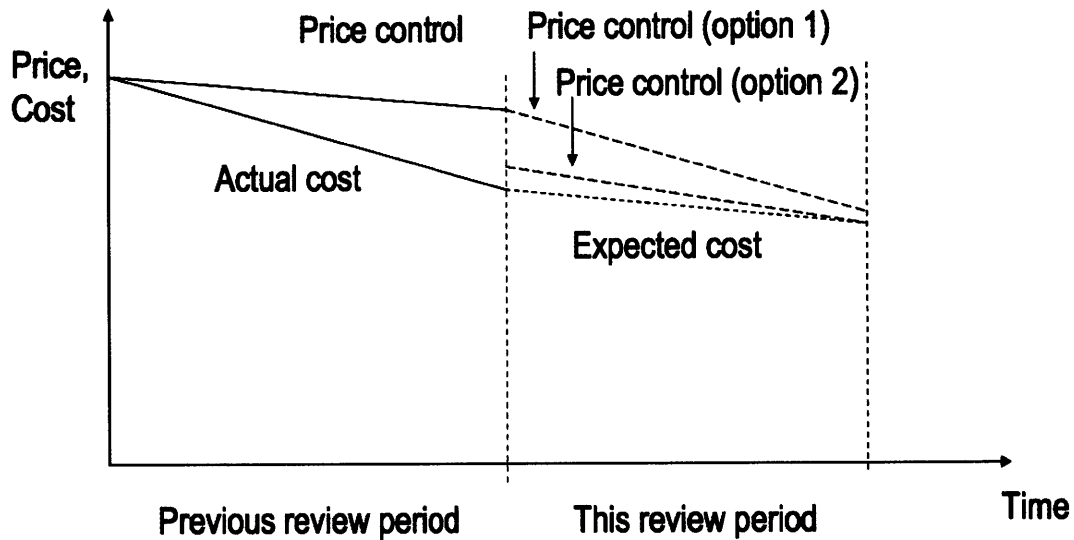 Price control
Price control (option 1)
Price,
Cost
Price control (option 2)
Actual cost
Expected cost
Time
Previous review period
This review period